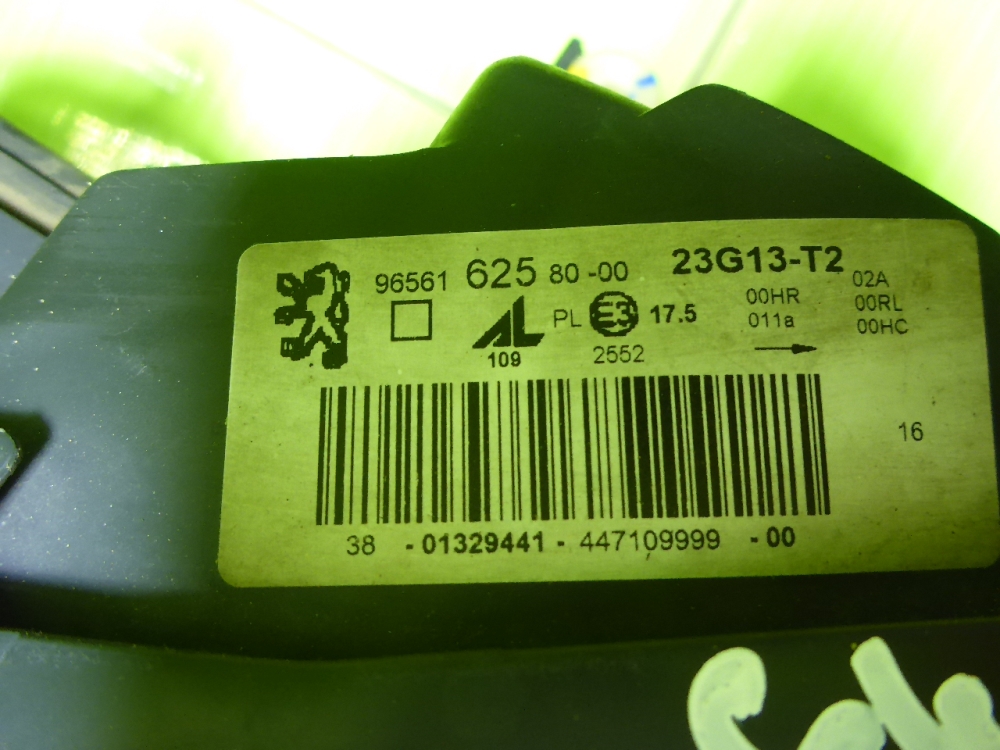 96561 625 80-00 23G13-T2
AL PL E3 17.5 00HR 02A
109 2552 011a 00RL
00HC
16
38 - 01329441 - 447109999 - 00